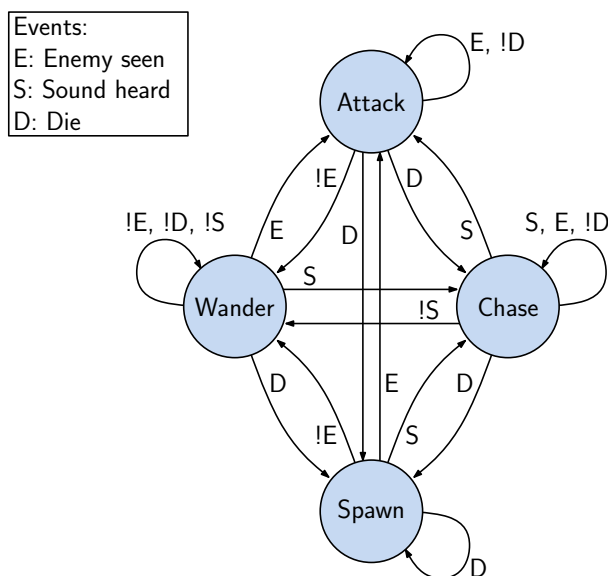 Events:
E: Enemy seen
S: Sound heard
D: Die
E, !D
Attack
!E
D
E
D
S
!E, !D, !S
S, E, !D
S
Wander
Chase
!S
D
E
D
!E
S
Spawn
D